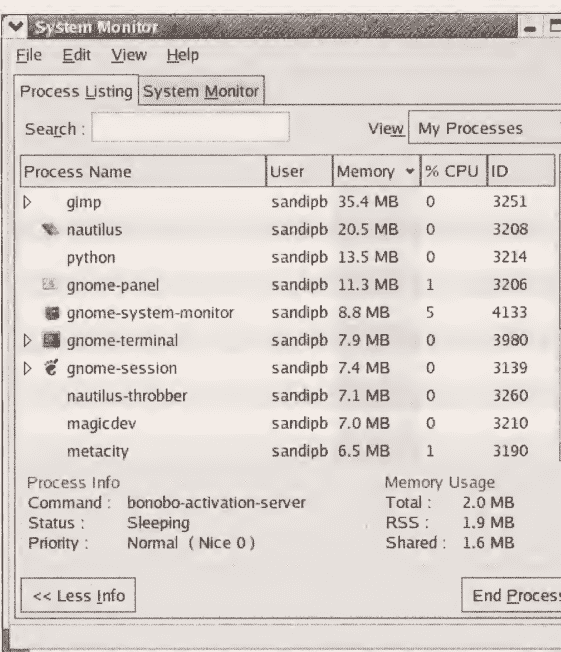 System Monitor
File Edit View Help
Process Listing System Monitor
Search : View My Processes
Process Name User Memory % CPU ID
gimp sandipb 35.4 MB 0 3251
nautilus sandipb 20.5 MB 0 3208
python sandipb 13.5 MB 0 3214
gnome-panel sandipb 11.3 MB 1 3206
gnome-system-monitor sandipb 8.8 MB 5 4133
gnome-terminal sandipb 7.9 MB 0 3980
gnome-session sandipb 7.4 MB 0 3139
nautilus-throbber sandipb 7.1 MB 0 3260
magicdev sandipb 7.0 MB 0 3210
metacity sandipb 6.5 MB 1 3190
Process Info Memory Usage
Command : bonobo-activation-server Total : 2.0 MB
Status : Sleeping RSS : 1.9 MB
Priority : Normal ( Nice 0 ) Shared : 1.6 MB
<< Less Info End Process